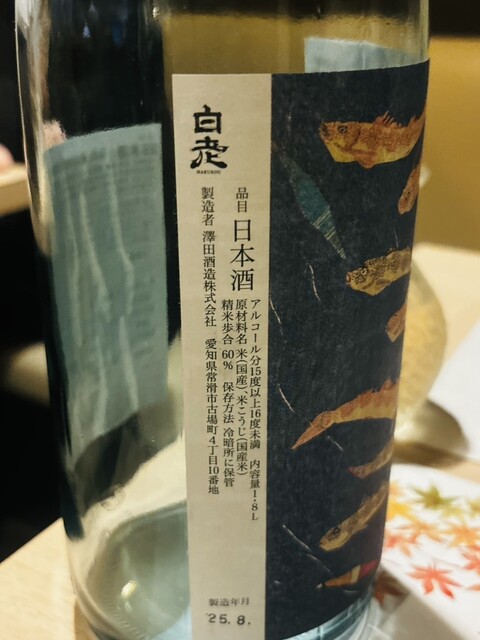 白老
HAKUROU
品目 日本酒
アルコール分15度以上16度未満 内容量1.8L
原材料名 米(国産)、米こうじ(国産米)
精米歩合 60% 保存方法 冷暗所に保管
製造者 澤田酒造株式会社 愛知県常滑市古場町4丁目10番地
製造年月
'25.8.